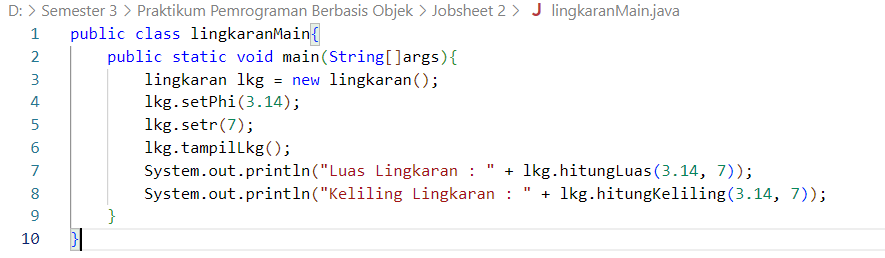 D: > Semester 3 > Praktikum Pemrograman Berbasis Objek > Jobsheet 2 > J lingkaranMain.java
1 public class lingkaranMain{
2 public static void main(String[]args){
3 lingkaran lkg = new lingkaran();
4 lkg.setPhi(3.14);
5 lkg.setr(7);
6 lkg.tampilLkg();
7 System.out.println("Luas Lingkaran : " + lkg.hitungLuas(3.14, 7));
8 System.out.println("Keliling Lingkaran : " + lkg.hitungKeliling(3.14, 7));
9 }
10 }